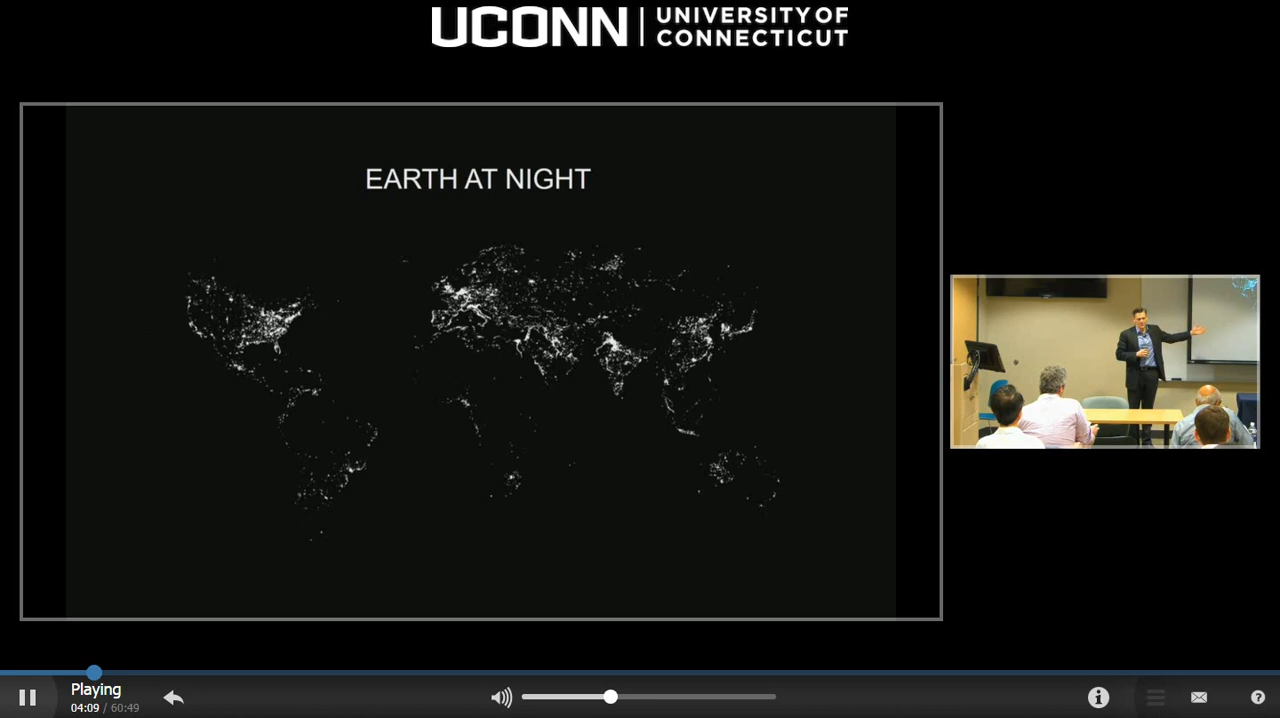 UCONN
UNIVERSITY OF
CONNECTICUT
EARTH AT NIGHT
Playing
04:09 / 60:49